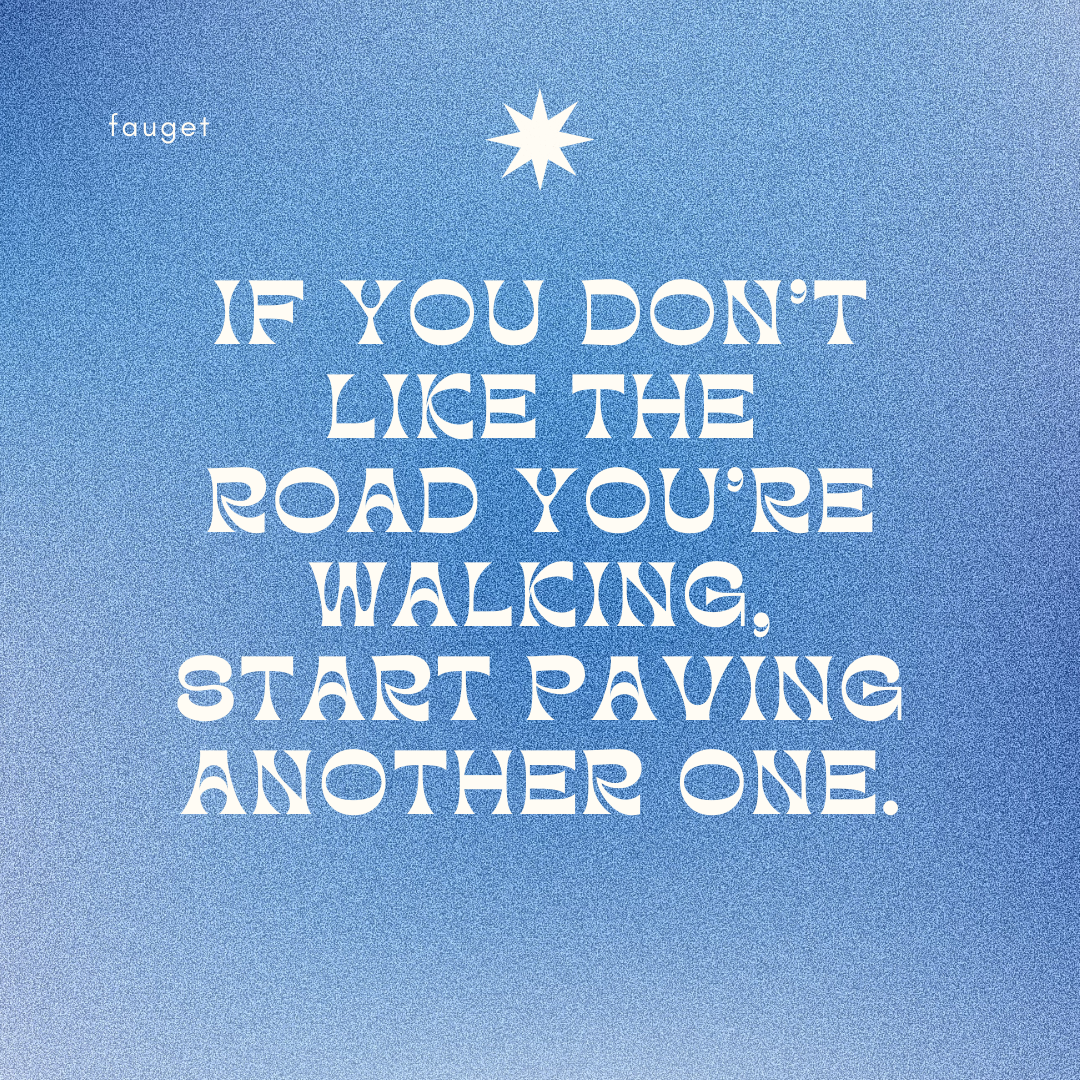 fauget
IF YOU DON'T
LIKE THE
ROAD YOU'RE
WALKING,
START PAVING
ANOTHER ONE.